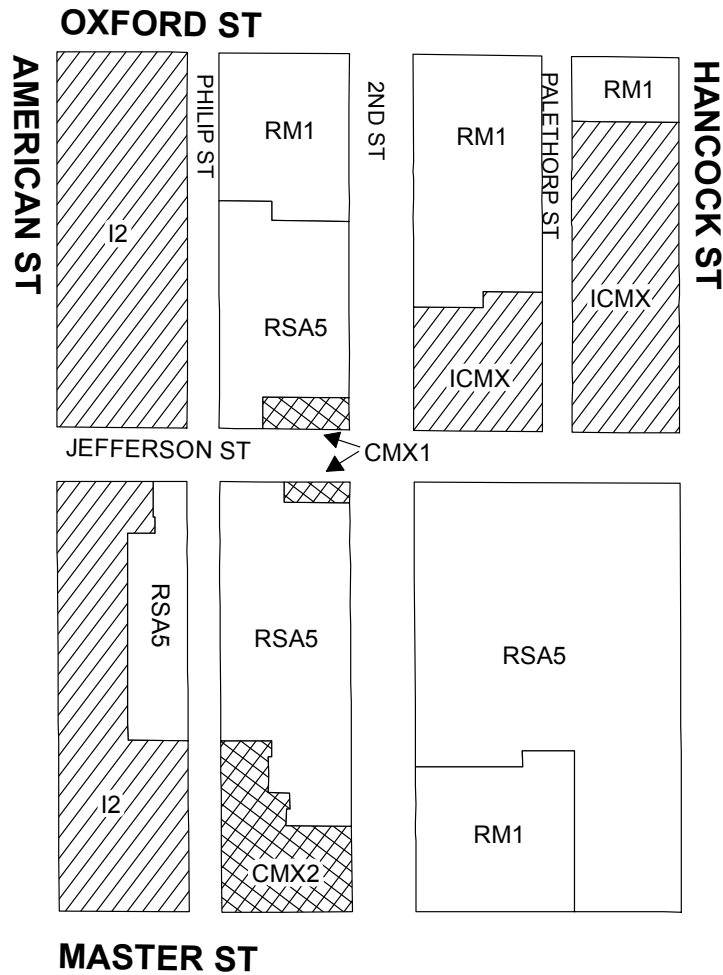 OXFORD ST
AMERICAN ST
PHILIP ST
2ND ST
PALETHORP ST
HANCOCK ST
RM1
RM1
RM1
I2
RSA5
ICMX
ICMX
JEFFERSON ST
CMX1
RSA5
RSA5
RSA5
I2
CMX2
RM1
MASTER ST